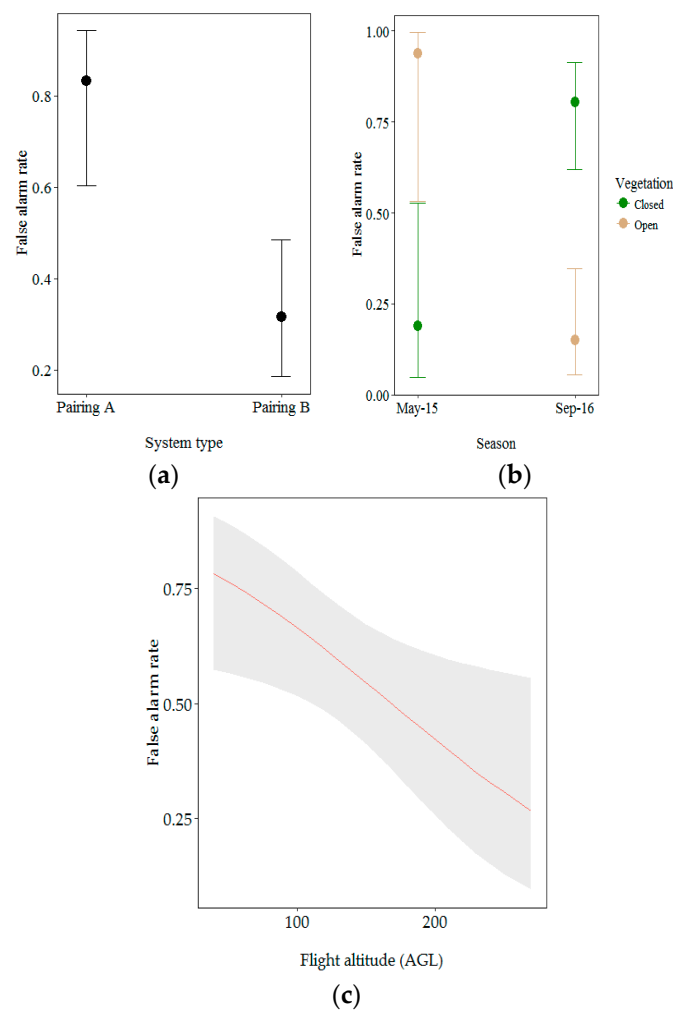 False alarm rate
0.8
0.6
0.4
0.2
Pairing A Pairing B
System type
(a)
False alarm rate
1.00
0.75
0.50
0.25
0.00
May-15 Sep-16
Season
Vegetation
Closed
Open
(b)
False alarm rate
0.75
0.50
0.25
100 200
Flight altitude (AGL)
(c)